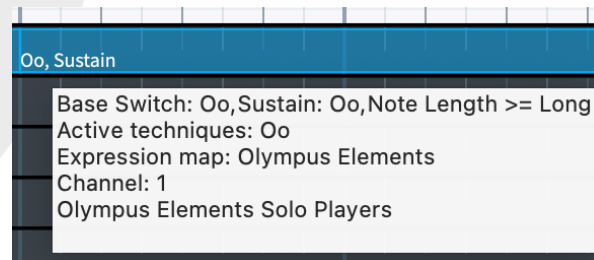 Oo, Sustain
Base Switch: Oo,Sustain: Oo,Note Length >= Long
Active techniques: Oo
Expression map: Olympus Elements
Channel: 1
Olympus Elements Solo Players